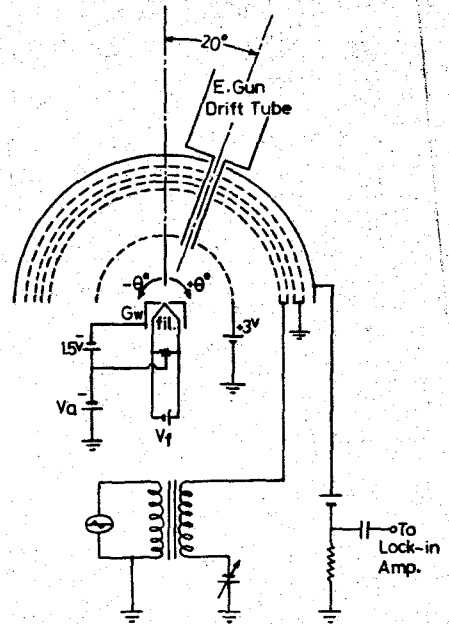 20°
E. Gun
Drift Tube
-θ° +θ°
Gw
fil.
+3v
1.5v
Va
Vf
To
Lock-in
Amp.